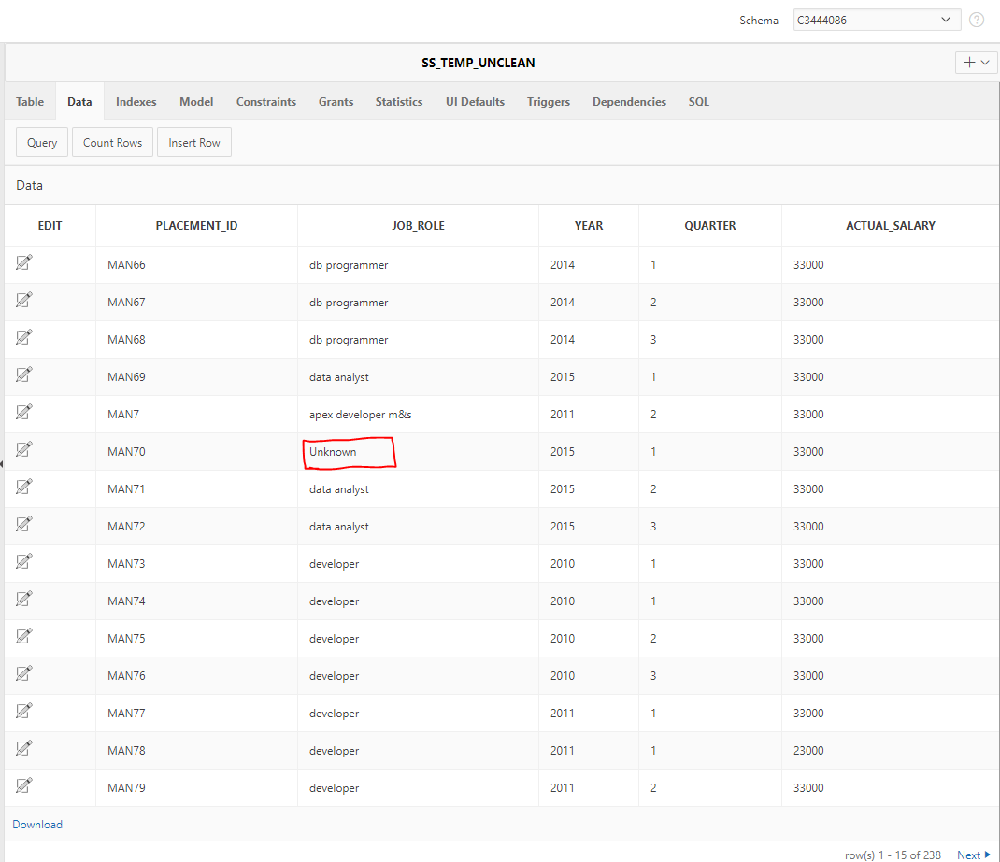 Schema C3444086 ?
SS_TEMP_UNCLEAN
Table Data Indexes Model Constraints Grants Statistics UI Defaults Triggers Dependencies SQL
Query Count Rows Insert Row
Data
EDIT PLACEMENT_ID JOB_ROLE YEAR QUARTER ACTUAL_SALARY
MAN66 db programmer 2014 1 33000
MAN67 db programmer 2014 2 33000
MAN68 db programmer 2014 3 33000
MAN69 data analyst 2015 1 33000
MAN7 apex developer m&s 2011 2 33000
MAN70 Unknown 2015 1 33000
MAN71 data analyst 2015 2 33000
MAN72 data analyst 2015 3 33000
MAN73 developer 2010 1 33000
MAN74 developer 2010 1 33000
MAN75 developer 2010 2 33000
MAN76 developer 2010 3 33000
MAN77 developer 2011 1 33000
MAN78 developer 2011 1 23000
MAN79 developer 2011 2 33000
Download
row(s) 1 - 15 of 238 Next